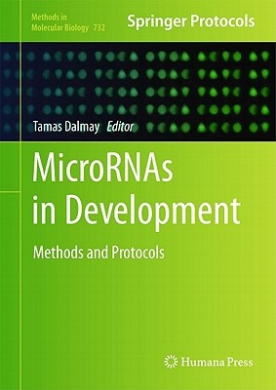 Methods in
Molecular Biology 732
Springer Protocols
Tamas Dalmay Editor
MicroRNAs
in Development
Methods and Protocols
Humana Press